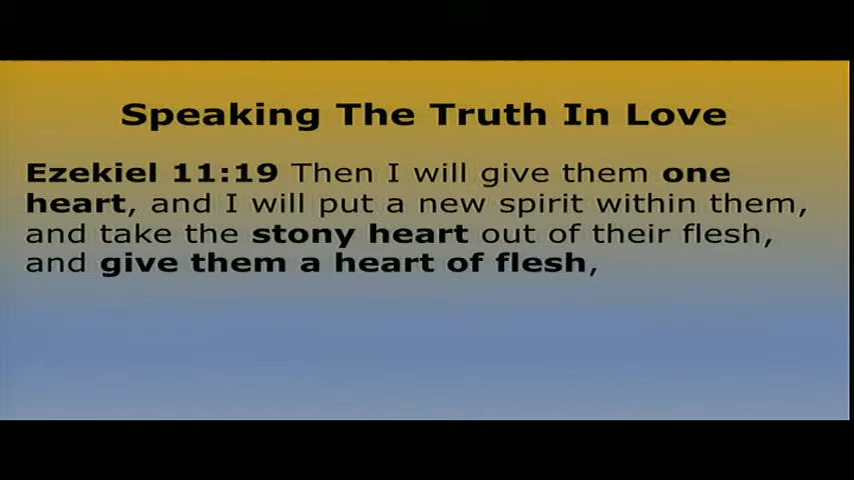 Speaking The Truth In Love
Ezekiel 11:19 Then I will give them one
heart, and I will put a new spirit within them,
and take the stony heart out of their flesh,
and give them a heart of flesh,